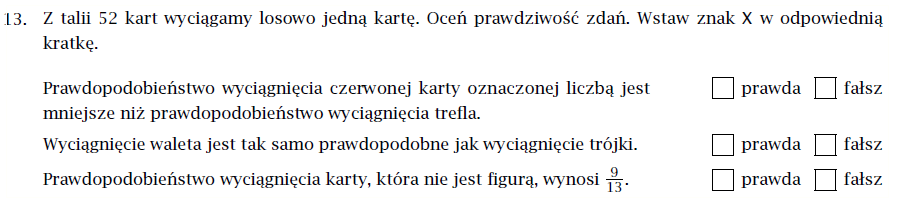 13. Z talii 52 kart wyciągamy losowo jedną kartę. Oceń prawdziwość zdań. Wstaw znak X w odpowiednią
kratkę.
Prawdopodobieństwo wyciągnięcia czerwonej karty oznaczonej liczbą jest □ prawda □ fałsz
mniejsze niż prawdopodobieństwo wyciągnięcia trefla.
Wyciągnięcie waleta jest tak samo prawdopodobne jak wyciągnięcie trójki. □ prawda □ fałsz
Prawdopodobieństwo wyciągnięcia karty, która nie jest figurą, wynosi 9/13. □ prawda □ fałsz